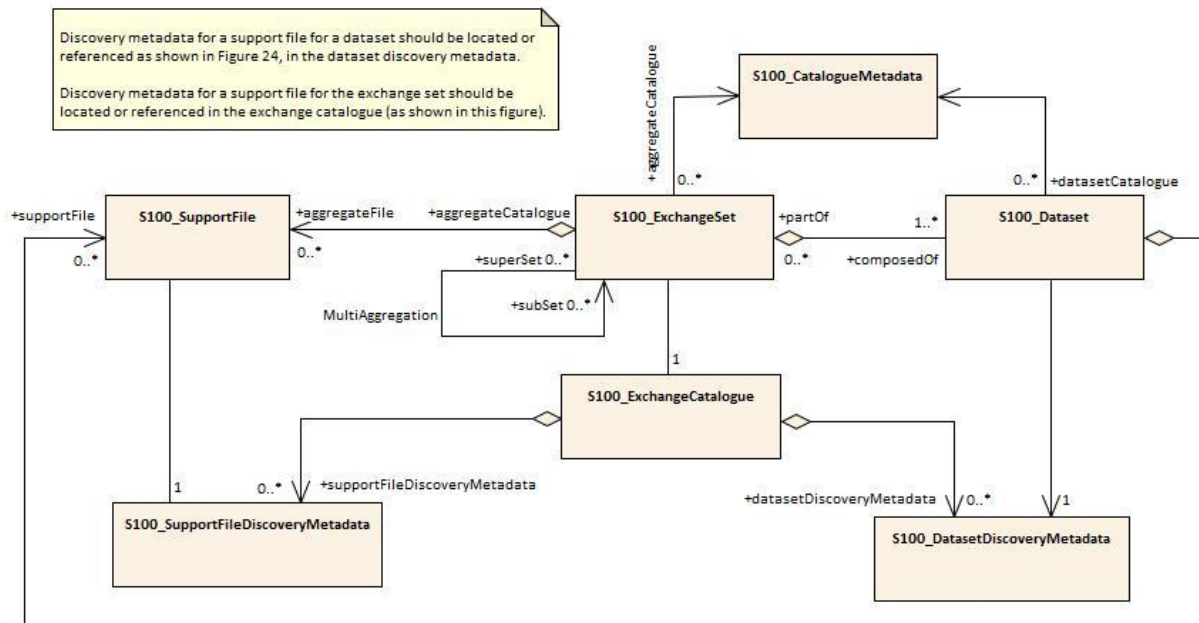 Discovery metadata for a support file for a dataset should be located or
referenced as shown in Figure 24, in the dataset discovery metadata.
Discovery metadata for a support file for the exchange set should be
located or referenced in the exchange catalogue (as shown in this figure).
+aggregateCatalogue
S100_CatalogueMetadata
0..*
0..*
+datasetCatalogue
+supportFile
0..*
S100_SupportFile
+aggregateFile
0..*
+aggregateCatalogue
S100_ExchangeSet
+partOf
0..*
1..*
+composedOf
S100_Dataset
+superSet 0..*
+subSet 0..*
MultiAggregation
1
S100_ExchangeCatalogue
1
0..*
+supportFileDiscoveryMetadata
+datasetDiscoveryMetadata
0..*
1
S100_SupportFileDiscoveryMetadata
S100_DatasetDiscoveryMetadata